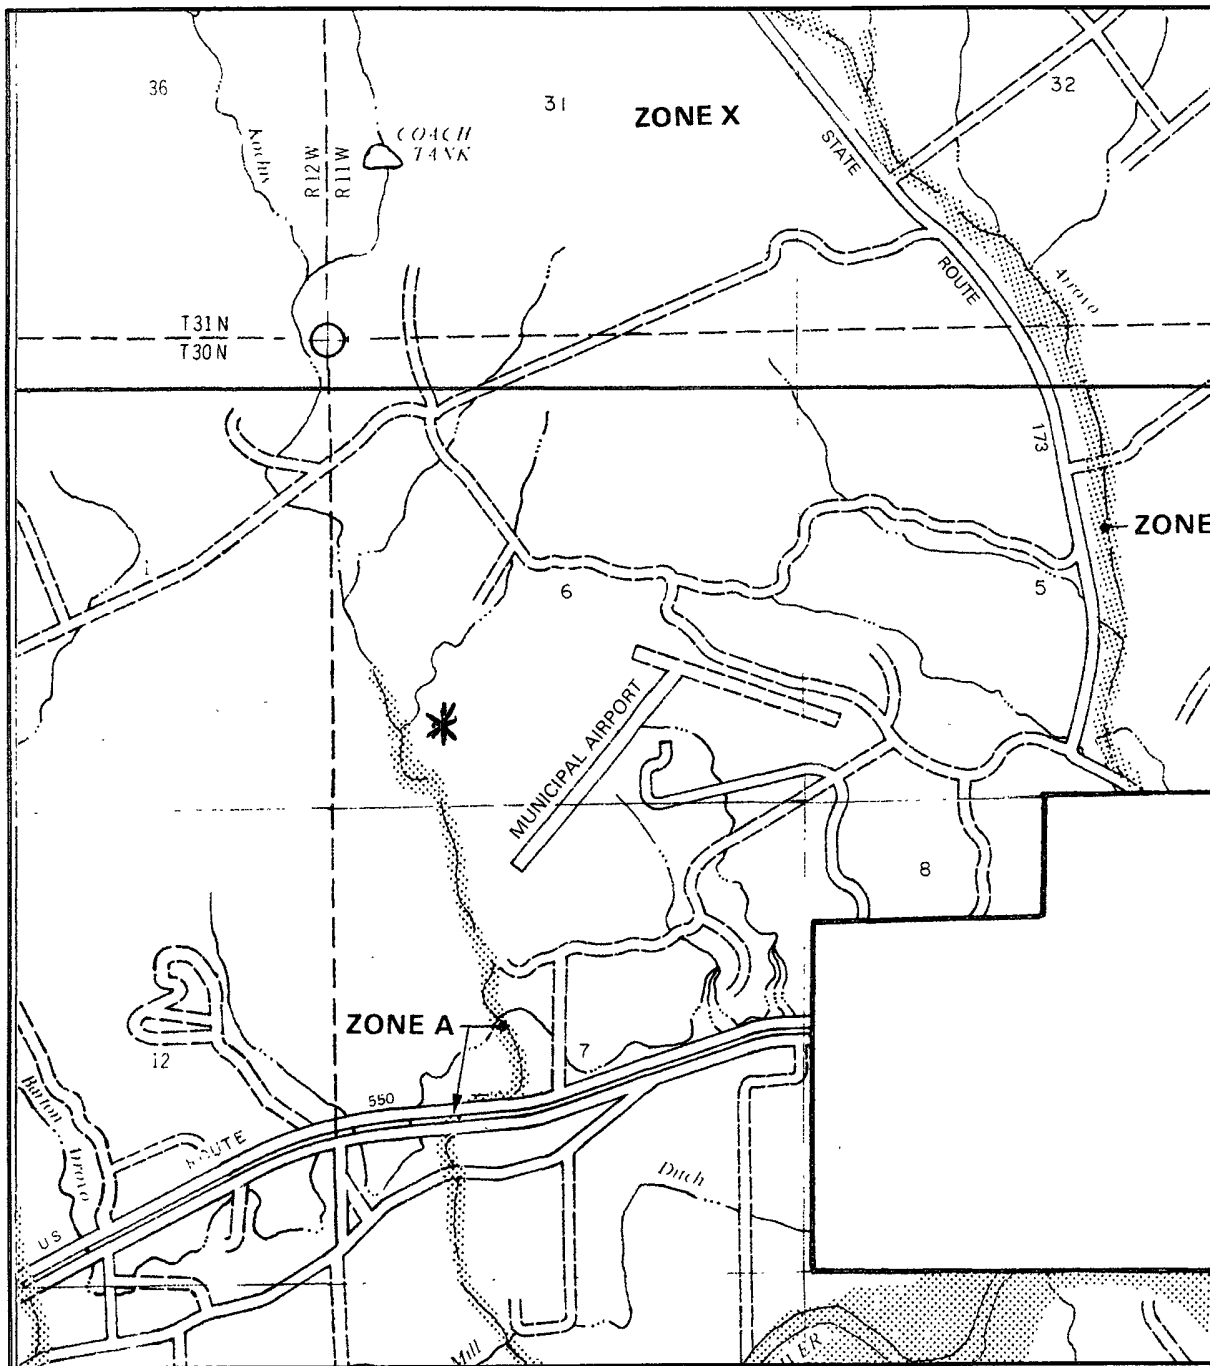 36
31
ZONE X
32
COACH
TANK
STATE
R12W
R11W
ROUTE
Arroyo
T31N
T30N
173
ZONE
1
6
5
MUNICIPAL AIRPORT
8
ZONE A
12
7
550
ROUTE
Arroyo
Ditch
US
Mill